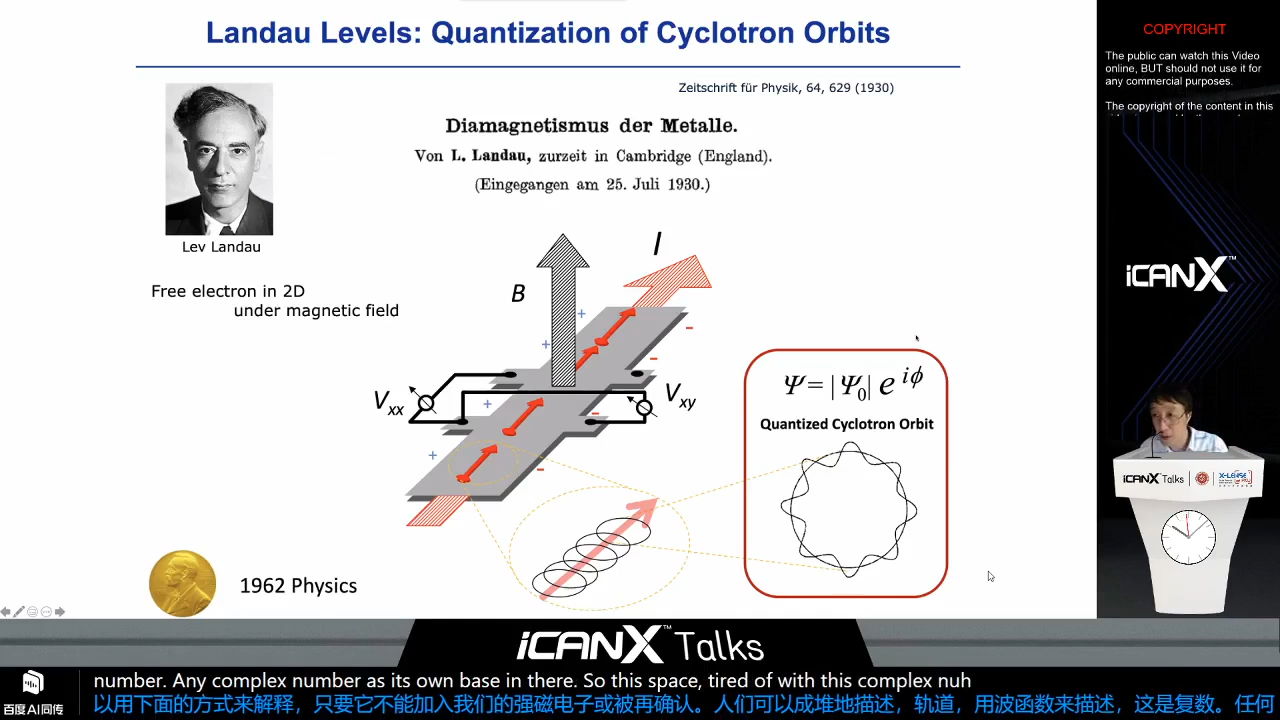 Landau Levels: Quantization of Cyclotron Orbits
Zeitschrift für Physik, 64, 629 (1930)
Diamagnetismus der Metalle.
Von L. Landau, zurzeit in Cambridge (England).
(Eingegangen am 25. Juli 1930.)
Lev Landau
Free electron in 2D
under magnetic field
B
I
Vxx
Vxy
Ψ = |Ψ0| e iϕ
Quantized Cyclotron Orbit
1962 Physics
COPYRIGHT
The public can watch this Video
online, BUT should not use it for
any commercial purposes.
The copyright of the content in this
iCANX™
iCANX Talks
X-LENSE
iCANX™ Talks
百度AI同传
number. Any complex number as its own base in there. So this space, tired of with this complex nuh
以用下面的方式来解释，只要它不能加入我们的强磁电子或被再确认。人们可以成堆地描述，轨道，用波函数来描述，这是复数。任何